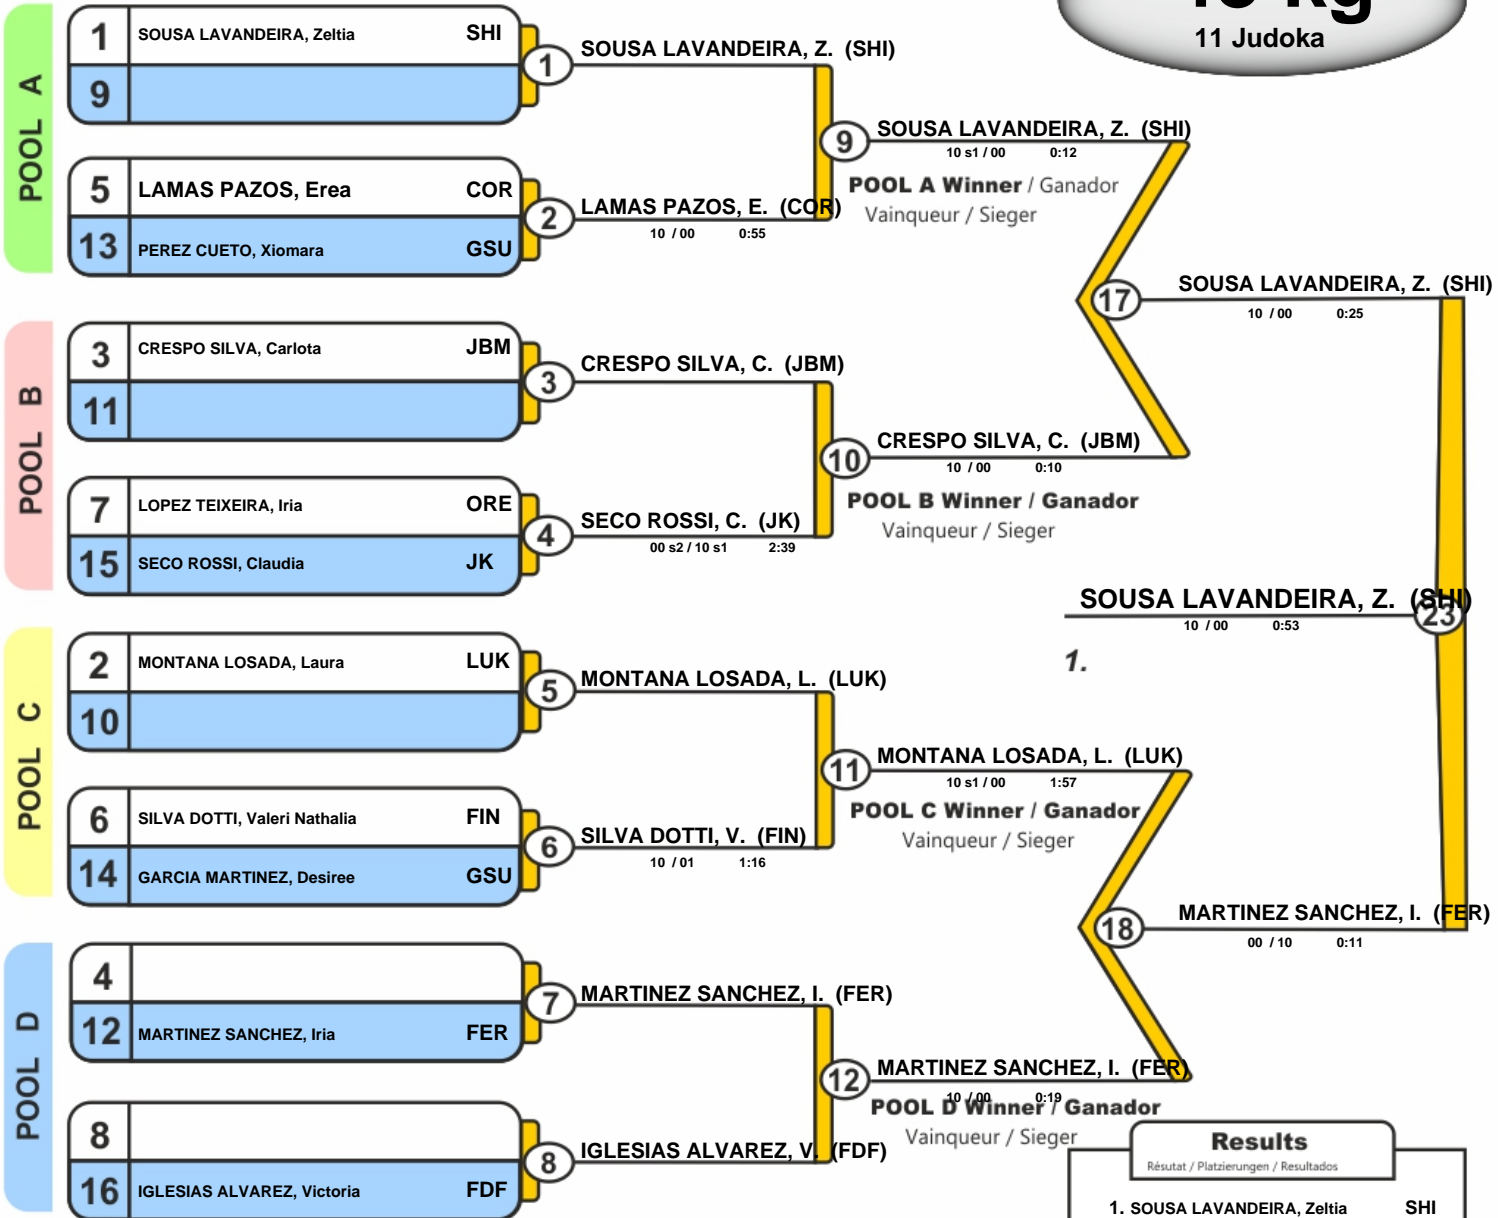 11 Judoka
POOL A
1 SOUSA LAVANDEIRA, Zeltia SHI
9
1 SOUSA LAVANDEIRA, Z. (SHI)
5 LAMAS PAZOS, Erea COR
13 PEREZ CUETO, Xiomara GSU
2 LAMAS PAZOS, E. (COR)
10 / 00 0:55
9 SOUSA LAVANDEIRA, Z. (SHI)
10 s1 / 00 0:12
POOL A Winner / Ganador
Vainqueur / Sieger
POOL B
3 CRESPO SILVA, Carlota JBM
11
3 CRESPO SILVA, C. (JBM)
7 LOPEZ TEIXEIRA, Iria ORE
15 SECO ROSSI, Claudia JK
4 SECO ROSSI, C. (JK)
00 s2 / 10 s1 2:39
10 CRESPO SILVA, C. (JBM)
10 / 00 0:10
POOL B Winner / Ganador
Vainqueur / Sieger
17 SOUSA LAVANDEIRA, Z. (SHI)
10 / 00 0:25
SOUSA LAVANDEIRA, Z. (SHI)
23
10 / 00 0:53
1.
POOL C
2 MONTANA LOSADA, Laura LUK
10
5 MONTANA LOSADA, L. (LUK)
6 SILVA DOTTI, Valeri Nathalia FIN
14 GARCIA MARTINEZ, Desiree GSU
6 SILVA DOTTI, V. (FIN)
10 / 01 1:16
11 MONTANA LOSADA, L. (LUK)
10 s1 / 00 1:57
POOL C Winner / Ganador
Vainqueur / Sieger
POOL D
4
12 MARTINEZ SANCHEZ, Iria FER
7 MARTINEZ SANCHEZ, I. (FER)
8
16 IGLESIAS ALVAREZ, Victoria FDF
8 IGLESIAS ALVAREZ, V. (FDF)
12 MARTINEZ SANCHEZ, I. (FER)
10 / 00 0:19
POOL D Winner / Ganador
Vainqueur / Sieger
18 MARTINEZ SANCHEZ, I. (FER)
00 / 10 0:11
Results
Résutat / Platzierungen / Resultados
1. SOUSA LAVANDEIRA, Zeltia SHI